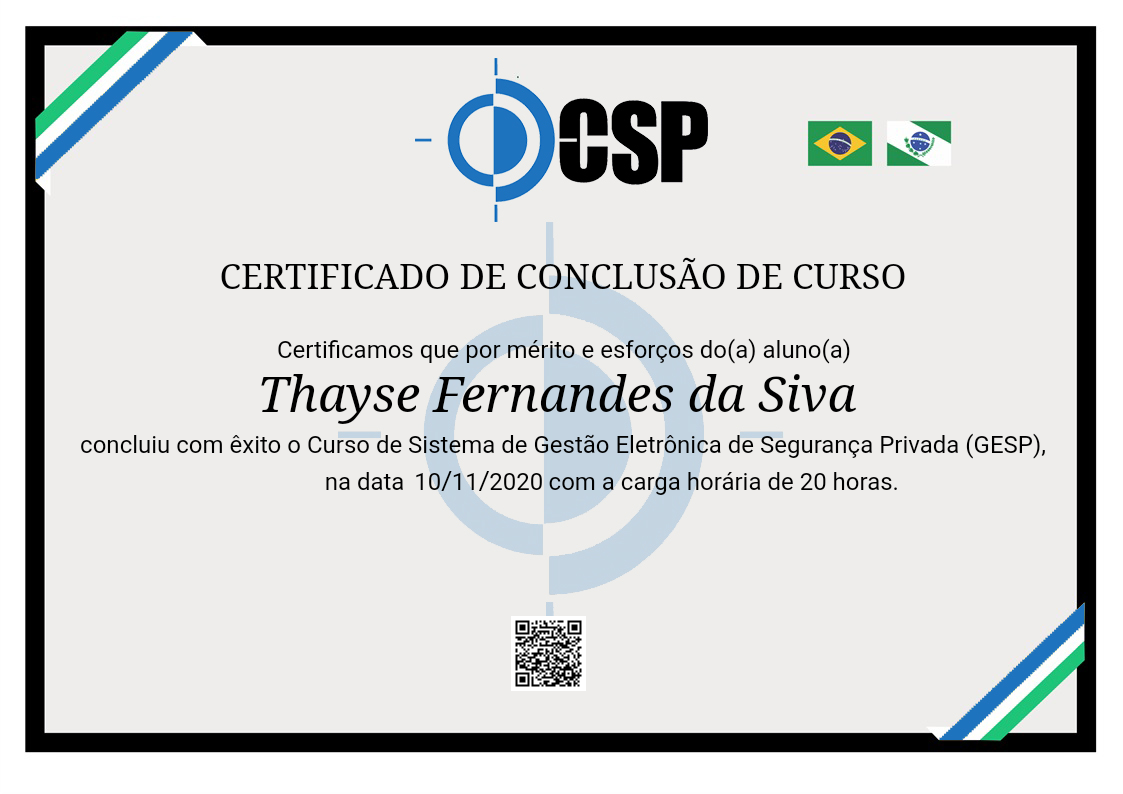 CSP
CERTIFICADO DE CONCLUSÃO DE CURSO
Certificamos que por mérito e esforços do(a) aluno(a)
Thayse Fernandes da Siva
concluiu com êxito o Curso de Sistema de Gestão Eletrônica de Segurança Privada (GESP),
na data 10/11/2020 com a carga horária de 20 horas.